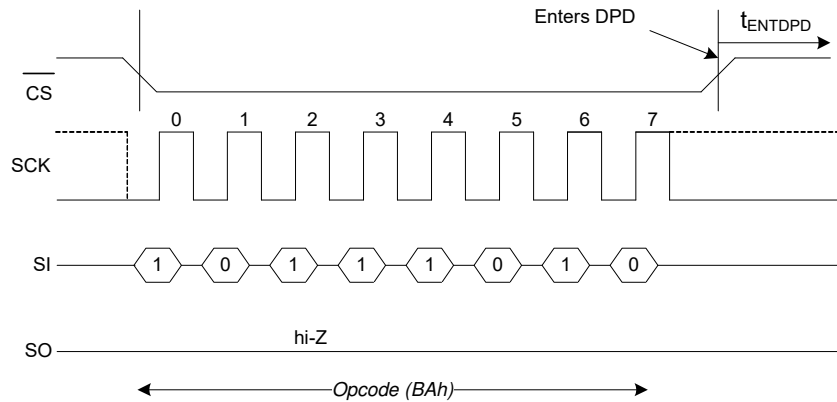 Enters DPD
tENTDPD
CS
0 1 2 3 4 5 6 7
SCK
SI 1 0 1 1 1 0 1 0
hi-Z
SO
Opcode (BAh)